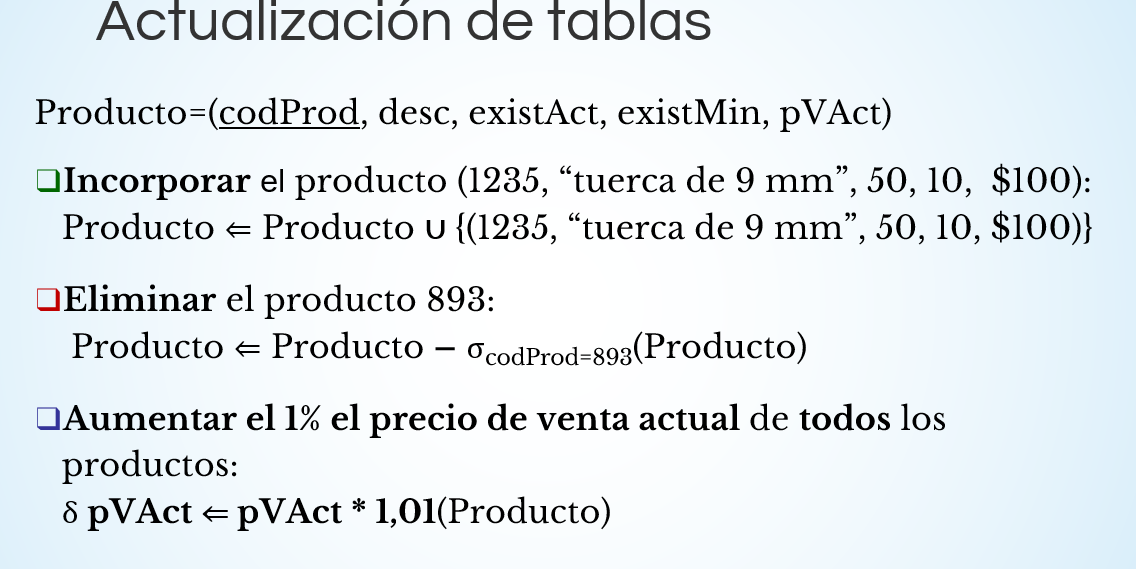 Actualización de tablas
Producto=(codProd, desc, existAct, existMin, pVAct)
❑Incorporar el producto (1235, “tuerca de 9 mm”, 50, 10,  $100):
Producto ⇐ Producto ∪ {(1235, “tuerca de 9 mm”, 50, 10, $100)}
❑Eliminar el producto 893:
Producto ⇐ Producto − σcodProd=893(Producto)
❑Aumentar el 1% el precio de venta actual de todos los
productos:
δ pVAct ⇐ pVAct * 1,01(Producto)